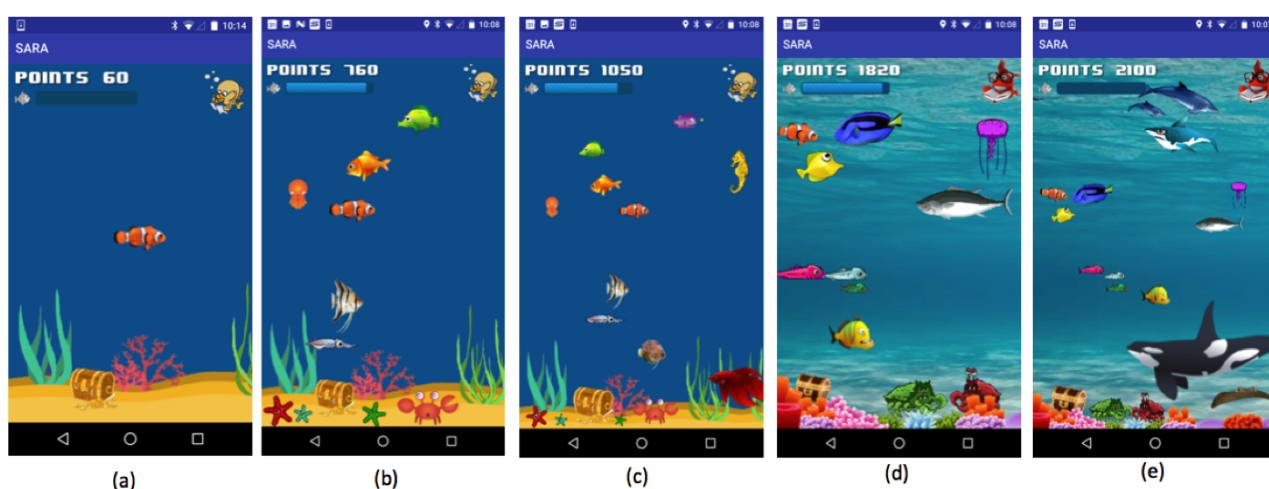 10:14
SARA
POINTS 60
10:08
SARA
POINTS 760
10:08
SARA
POINTS 1050
10:08
SARA
POINTS 1820
SARA
POINTS 2100
(a)
(b)
(c)
(d)
(e)